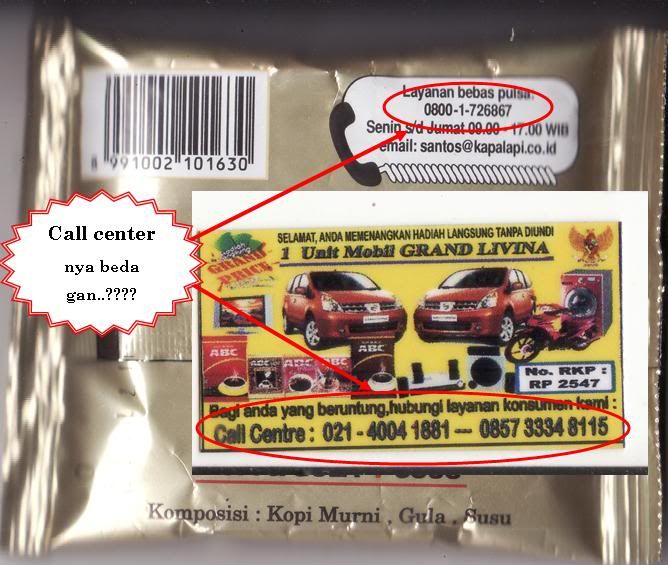 Layanan bebas pulsa:
0800-1-726867
Senin s/d Jumat 09.00 - 17.00 WIB
email: santos@kapalapi.co.id
8 991002 101630
Call center
nya beda
gan..????
SELAMAT, ANDA MEMENANGKAN HADIAH LANGSUNG TANPA DIUNDI
1 Unit Mobil GRAND LIVINA
ABC
ABC
ABC
ABC
No. RKP :
RP 2547
Bagi anda yang beruntung,hubungi layanan konsumen kami :
Call Centre : 021 - 4004 1881 --- 0857 3334 8115
Komposisi : Kopi Murni , Gula , Susu